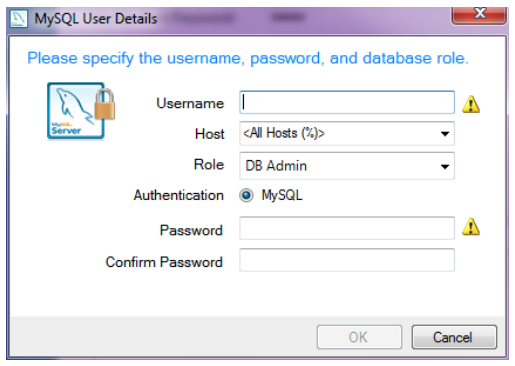 MySQL User Details
Please specify the username, password, and database role.
Username
Host <All Hosts (%)>
Role DB Admin
Authentication MySQL
Password
Confirm Password
MySQL
Server
OK Cancel